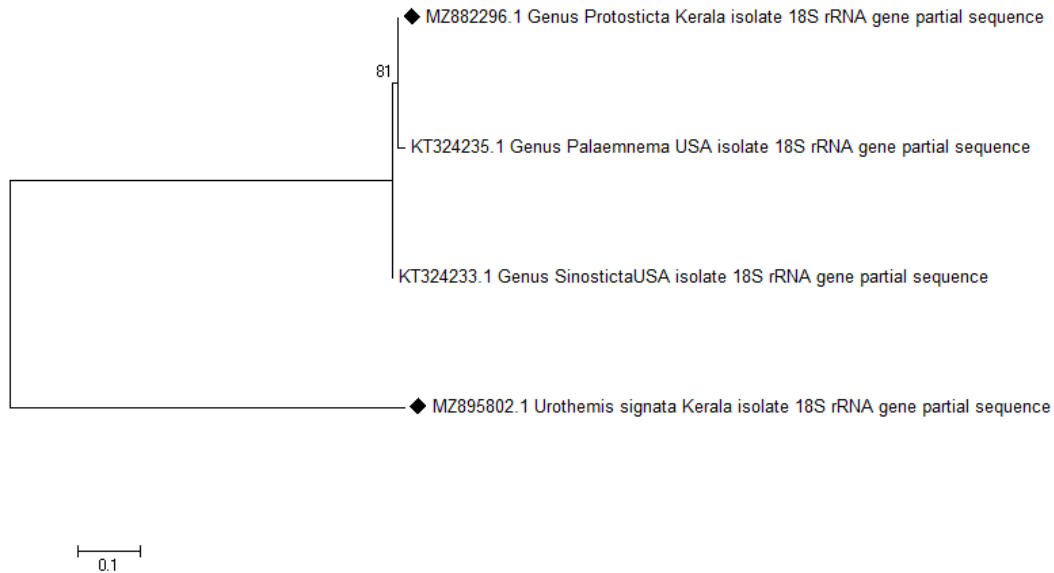 MZ882296.1 Genus Protosticta Kerala isolate 18S rRNA gene partial sequence
81
KT324235.1 Genus Palaemnema USA isolate 18S rRNA gene partial sequence
KT324233.1 Genus SinostictaUSA isolate 18S rRNA gene partial sequence
MZ895802.1 Urothemis signata Kerala isolate 18S rRNA gene partial sequence
0.1